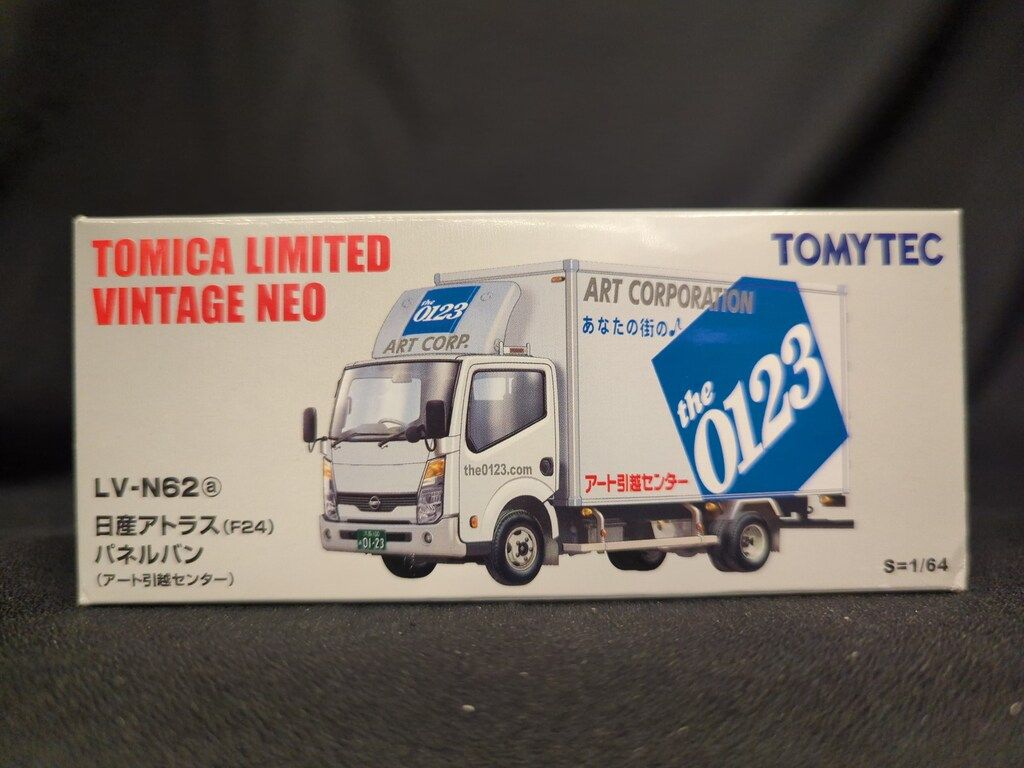 TOMICA LIMITED
VINTAGE NEO
TOMYTEC
the
0123
ART CORP.
ART CORPORATION
あなたの街の♪
the
0123
the0123.com
アート引越センター
01-23
LV-N62ⓐ
日産アトラス(F24)
パネルバン
(アート引越センター)
S=1/64